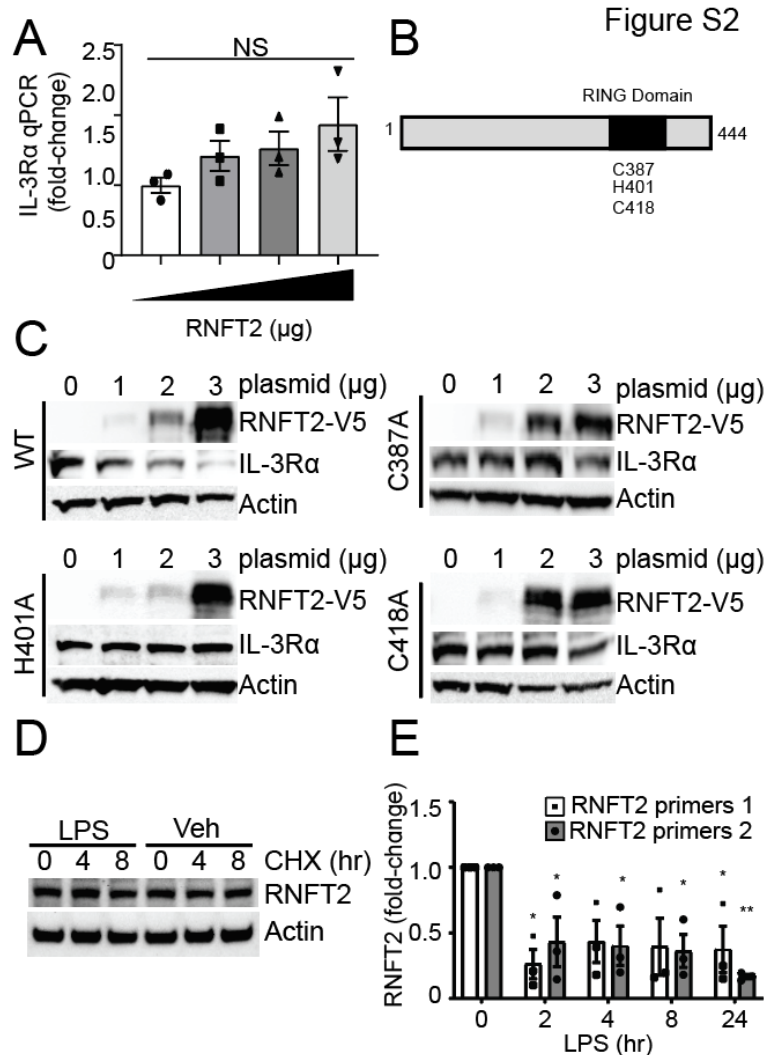 Figure S2
A
NS
IL-3Rα qPCR
(fold-change)
2.5
2.0
1.5
1.0
0.5
0
RNFT2 (µg)
B
RING Domain
1
444
C387
H401
C418
C
WT
0 1 2 3 plasmid (µg)
RNFT2-V5
IL-3Rα
Actin
C387A
0 1 2 3 plasmid (µg)
RNFT2-V5
IL-3Rα
Actin
H401A
0 1 2 3 plasmid (µg)
RNFT2-V5
IL-3Rα
Actin
C418A
0 1 2 3 plasmid (µg)
RNFT2-V5
IL-3Rα
Actin
D
LPS Veh
0 4 8 0 4 8 CHX (hr)
RNFT2
Actin
E
RNFT2 (fold-change)
1.5
1.0
0.5
0
RNFT2 primers 1
RNFT2 primers 2
* * * * * **
0 2 4 8 24
LPS (hr)